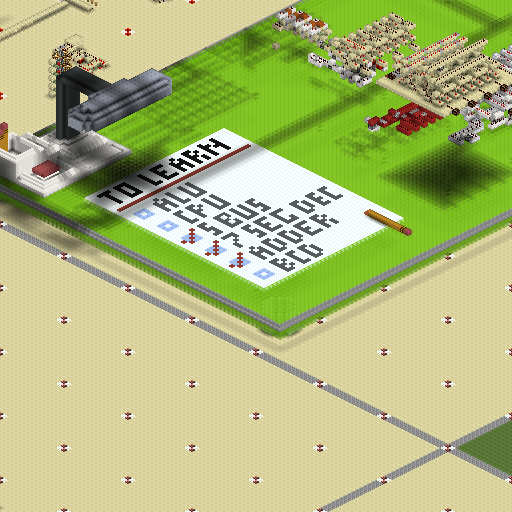 TO LEARN
ALU
CPU
S BUS
7 SEG DEC
ADDER
BCD